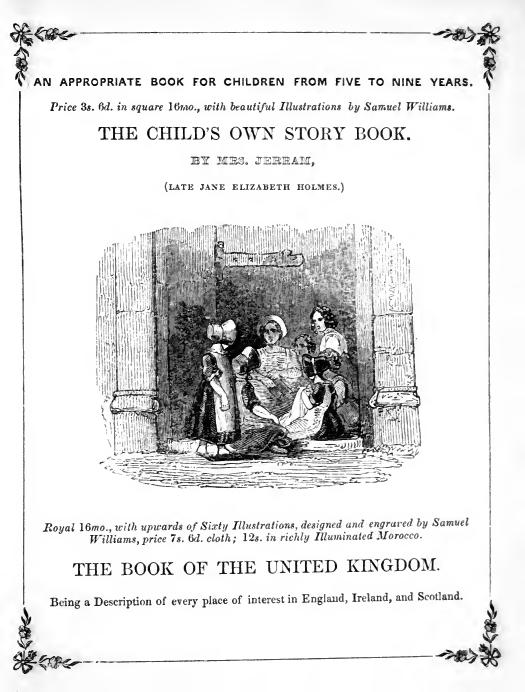 AN APPROPRIATE BOOK FOR CHILDREN FROM FIVE TO NINE YEARS.
Price 3s. 6d. in square 16mo., with beautiful Illustrations by Samuel Williams.
THE CHILD'S OWN STORY BOOK.
BY MRS. JERRAM,
(LATE JANE ELIZABETH HOLMES.)
Royal 16mo., with upwards of Sixty Illustrations, designed and engraved by Samuel
Williams, price 7s. 6d. cloth; 12s. in richly Illuminated Morocco.
THE BOOK OF THE UNITED KINGDOM.
Being a Description of every place of interest in England, Ireland, and Scotland.